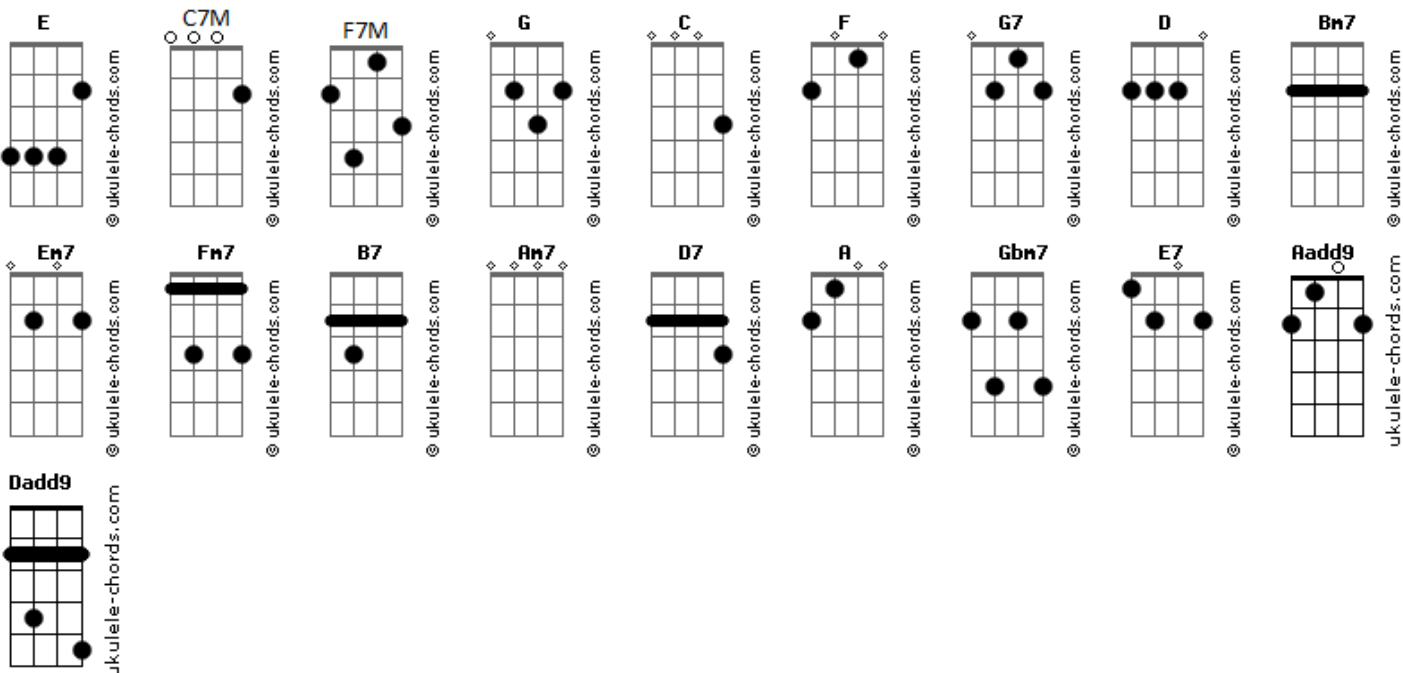 E C7M F7M G C F G7 D Bm7
© ukulele-chords.com © ukulele-chords.com © ukulele-chords.com © ukulele-chords.com © ukulele-chords.com © ukulele-chords.com © ukulele-chords.com © ukulele-chords.com © ukulele-chords.com
Em7 Fm7 B7 Am7 D7 A Gbm7 E7 Aadd9
© ukulele-chords.com © ukulele-chords.com © ukulele-chords.com © ukulele-chords.com © ukulele-chords.com © ukulele-chords.com © ukulele-chords.com © ukulele-chords.com ukulele-chords.com
Dadd9
ukulele-chords.com